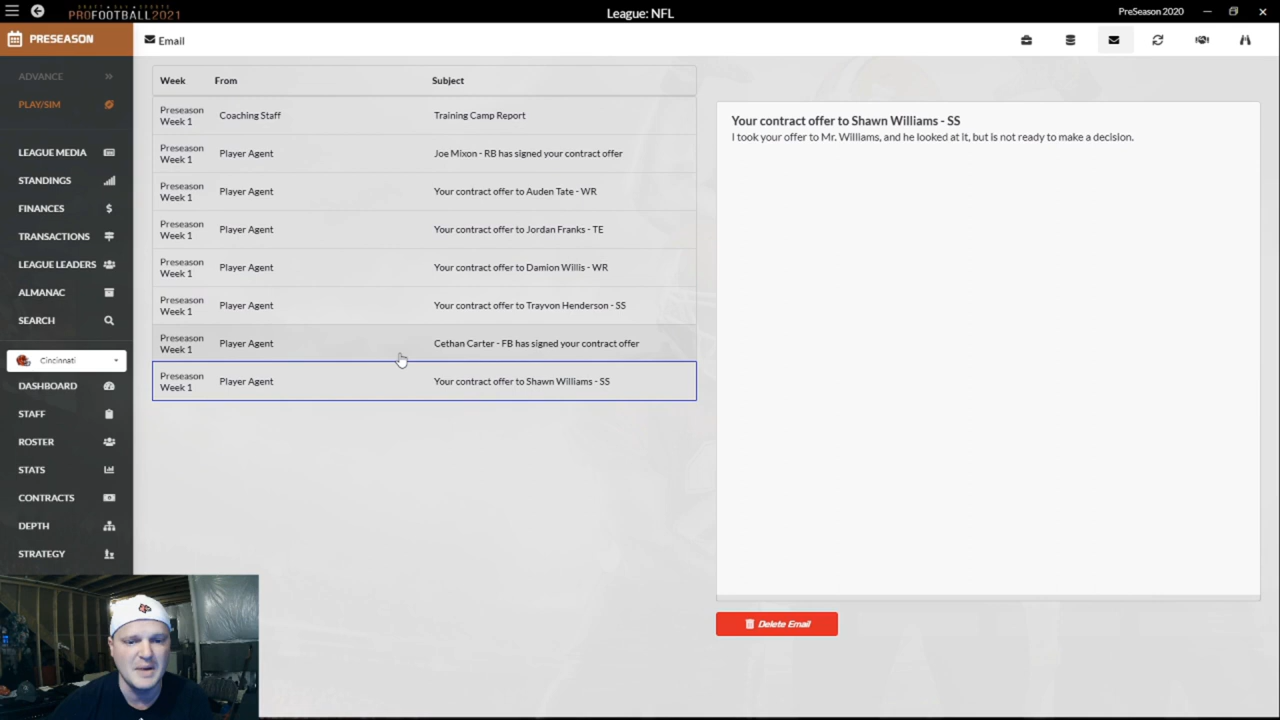 DRAFT DAY SPORTS
PROFOOTBALL2021
League: NFL
PreSeason 2020
PRESEASON
Email
ADVANCE
PLAY/SIM
LEAGUE MEDIA
STANDINGS
FINANCES
$
TRANSACTIONS
LEAGUE LEADERS
ALMANAC
SEARCH
Cincinnati
DASHBOARD
STAFF
ROSTER
STATS
CONTRACTS
DEPTH
STRATEGY
Week From Subject
Preseason
Week 1 Coaching Staff Training Camp Report
Preseason
Week 1 Player Agent Joe Mixon - RB has signed your contract offer
Preseason
Week 1 Player Agent Your contract offer to Auden Tate - WR
Preseason
Week 1 Player Agent Your contract offer to Jordan Franks - TE
Preseason
Week 1 Player Agent Your contract offer to Damion Willis - WR
Preseason
Week 1 Player Agent Your contract offer to Trayvon Henderson - SS
Preseason
Week 1 Player Agent Cethan Carter - FB has signed your contract offer
Preseason
Week 1 Player Agent Your contract offer to Shawn Williams - SS
Your contract offer to Shawn Williams - SS
I took your offer to Mr. Williams, and he looked at it, but is not ready to make a decision.
Delete Email